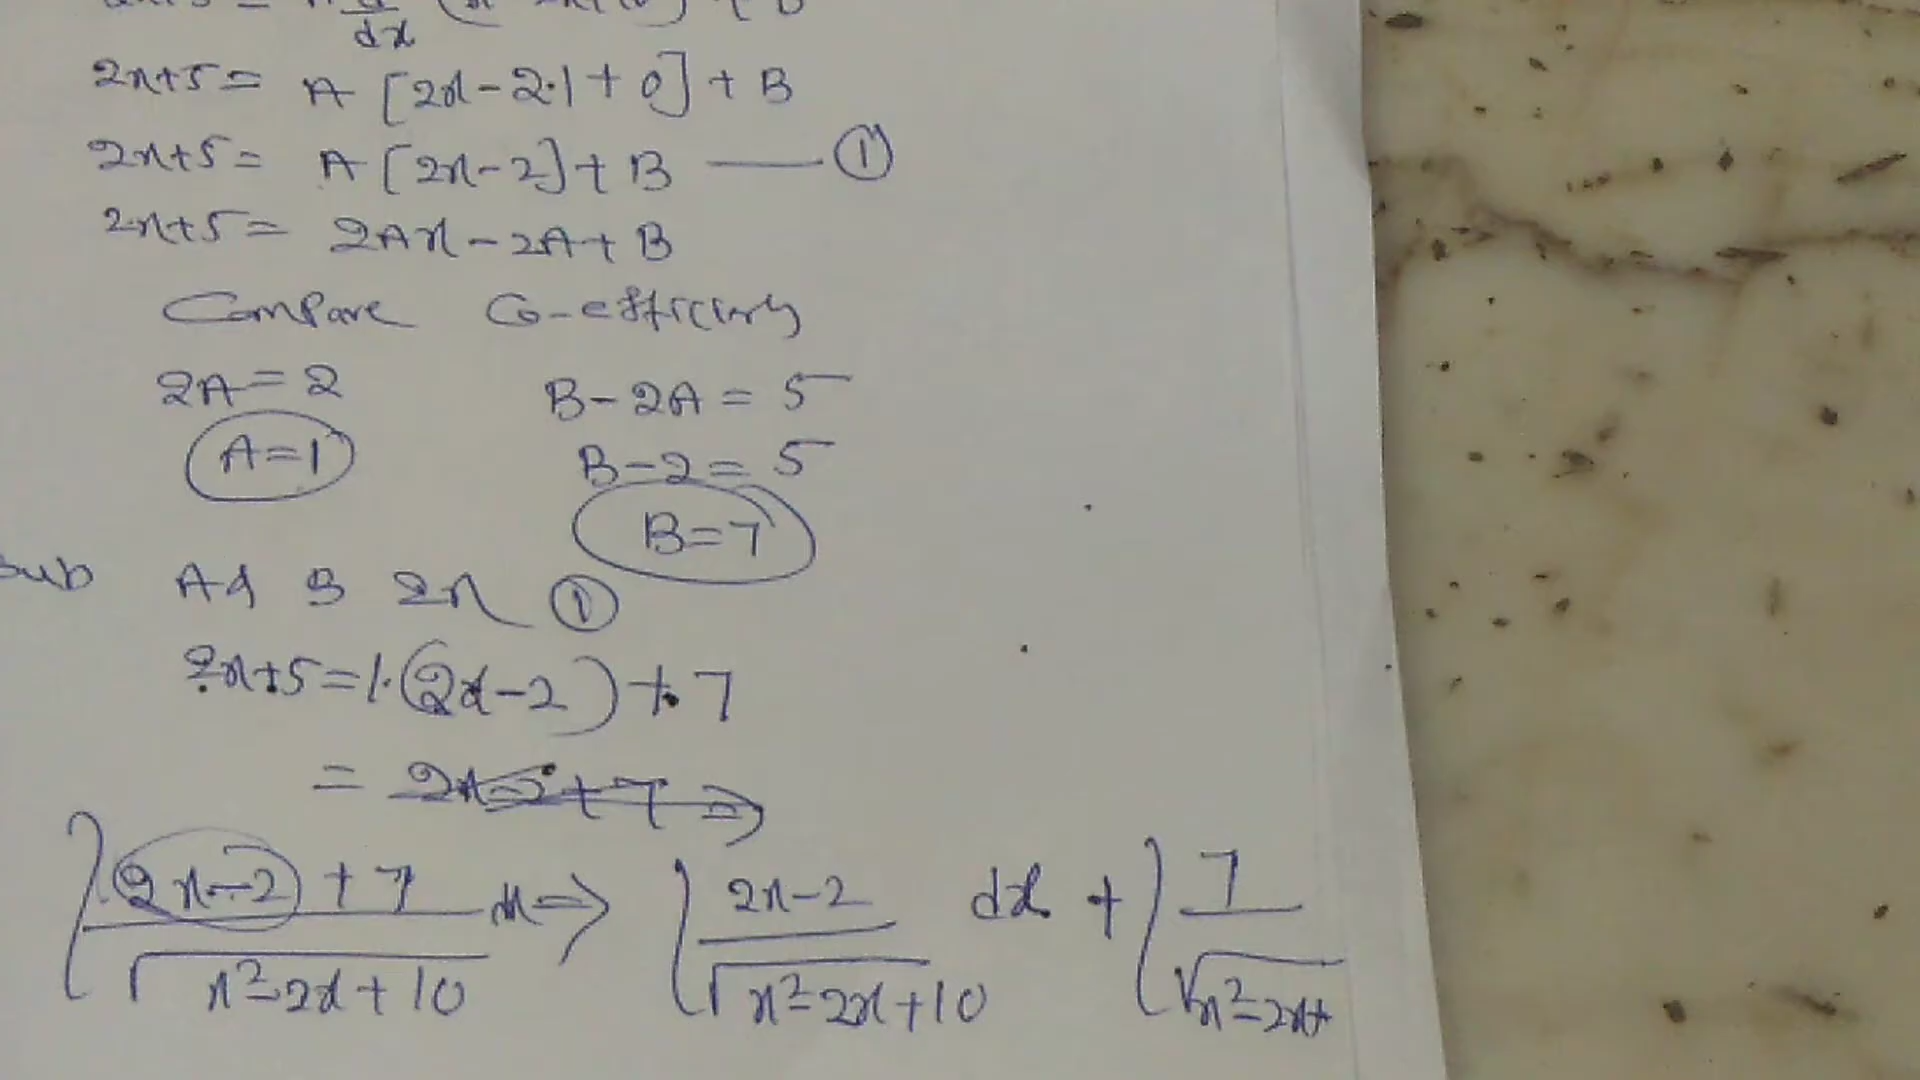 dx
2x+5 = A [2x-2·1+0] + B
2x+5 = A [2x-2] + B —— ①
2x+5 = 2Ax - 2A + B
Compare Co-efficients
2A = 2 B-2A = 5
A=1 B-2 = 5
B=7
Sub A & B in ①
2x+5 = 1·(2x-2) + 7
= 2x-2+7 ⇒
∫ 2x-2 + 7 / √x²-2x+10 dx ⇒ ∫ 2x-2 / √x²-2x+10 dx + ∫ 7 / √x²-2x+